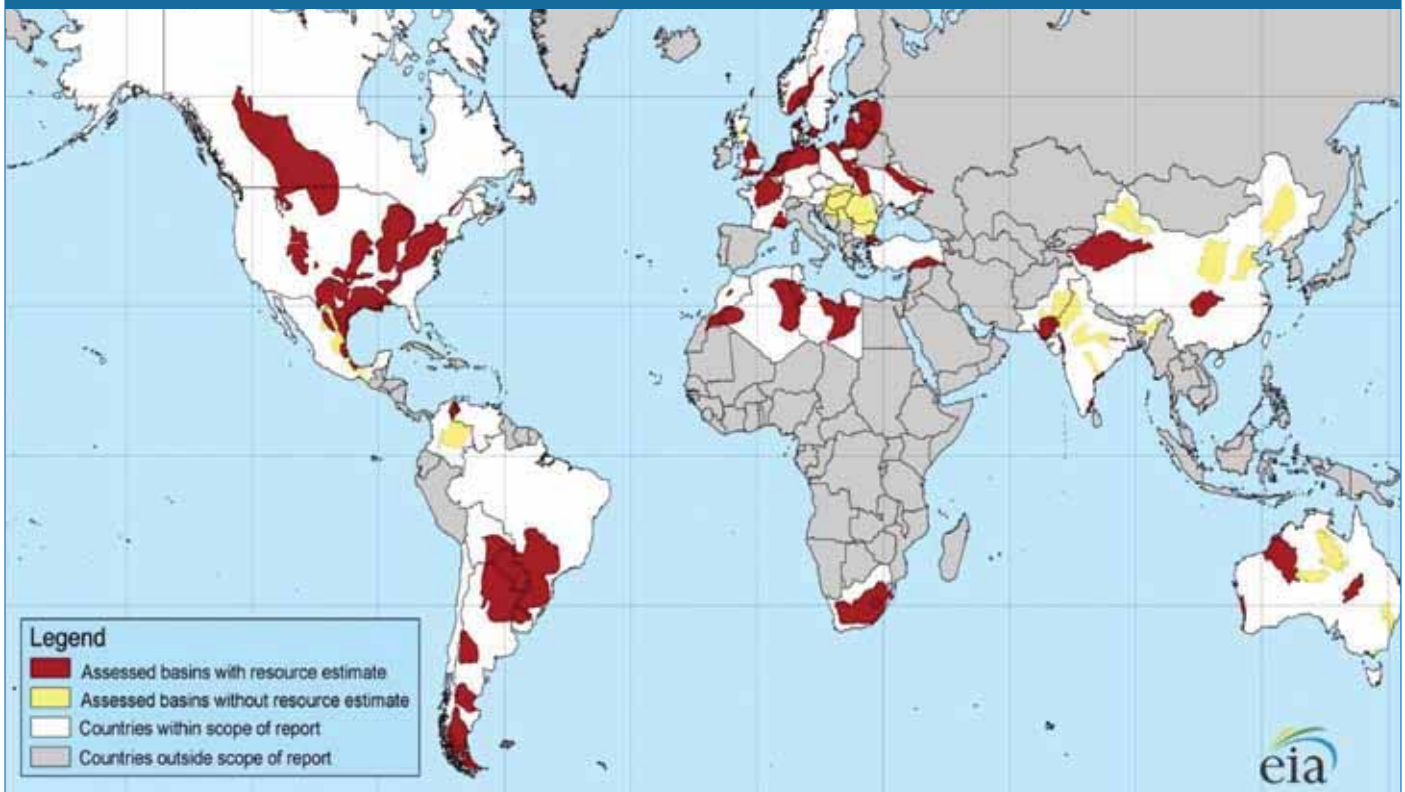 Legend
Assessed basins with resource estimate
Assessed basins without resource estimate
Countries within scope of report
Countries outside scope of report
eia